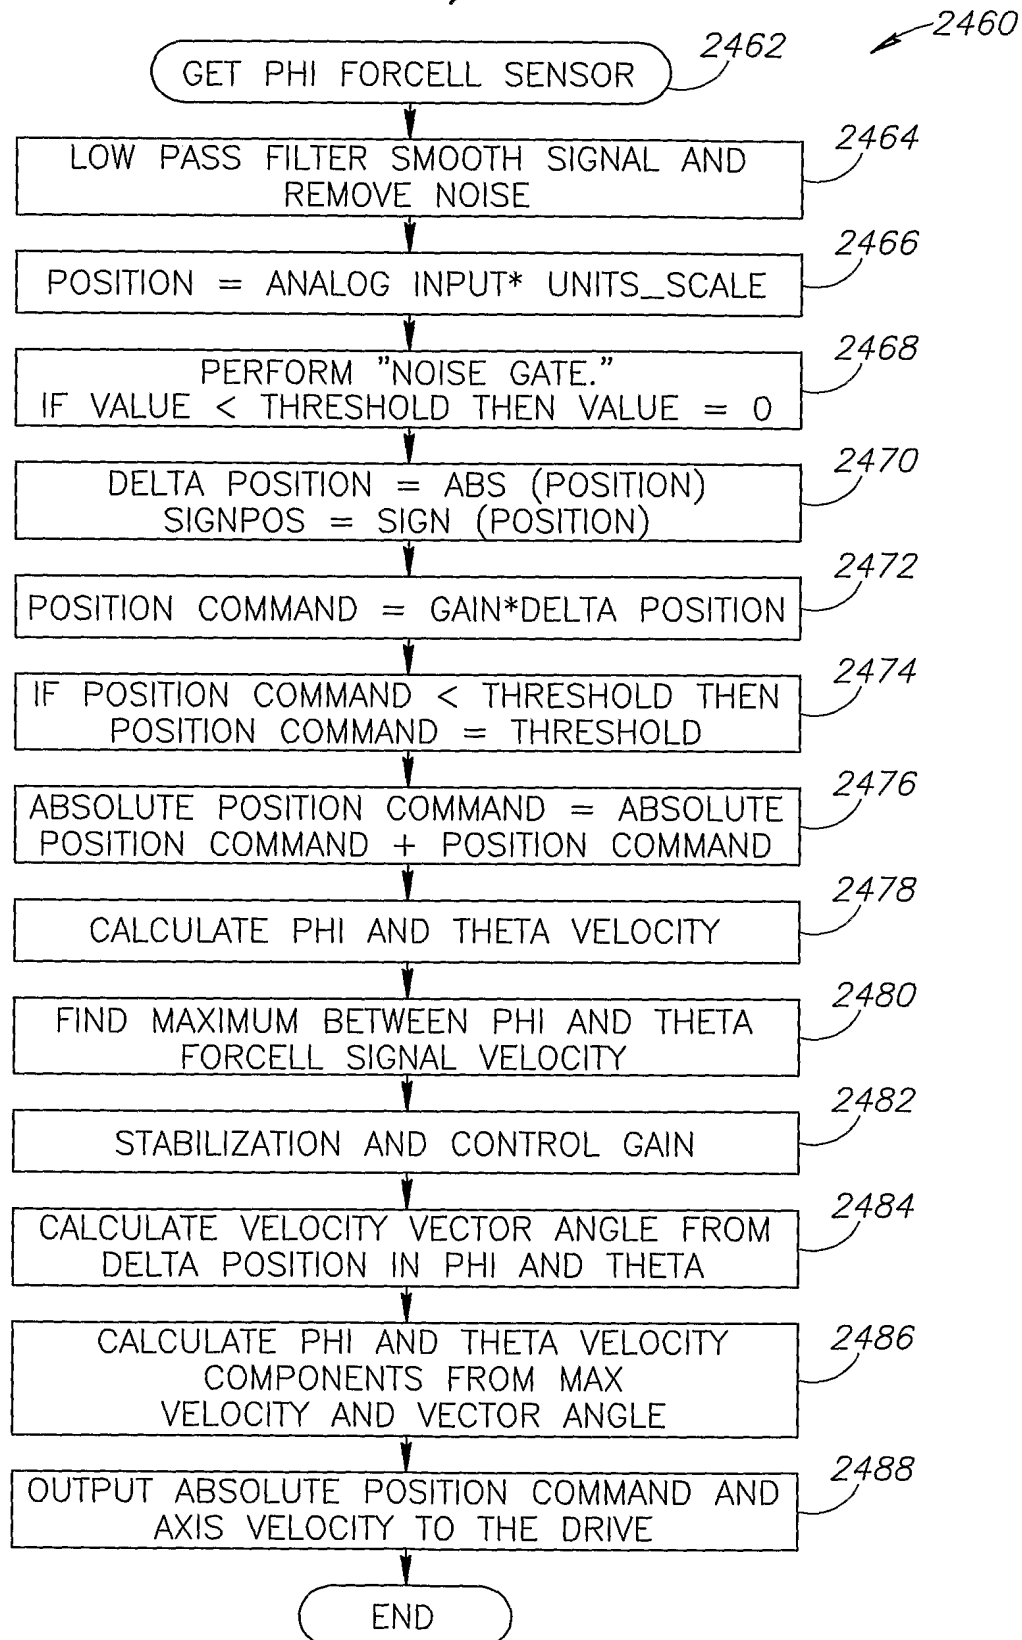 2460
GET PHI FORCELL SENSOR
2462
LOW PASS FILTER SMOOTH SIGNAL AND
REMOVE NOISE
2464
POSITION = ANALOG INPUT* UNITS_SCALE
2466
PERFORM "NOISE GATE."
IF VALUE < THRESHOLD THEN VALUE = 0
2468
DELTA POSITION = ABS (POSITION)
SIGNPOS = SIGN (POSITION)
2470
POSITION COMMAND = GAIN*DELTA POSITION
2472
IF POSITION COMMAND < THRESHOLD THEN
POSITION COMMAND = THRESHOLD
2474
ABSOLUTE POSITION COMMAND = ABSOLUTE
POSITION COMMAND + POSITION COMMAND
2476
CALCULATE PHI AND THETA VELOCITY
2478
FIND MAXIMUM BETWEEN PHI AND THETA
FORCELL SIGNAL VELOCITY
2480
STABILIZATION AND CONTROL GAIN
2482
CALCULATE VELOCITY VECTOR ANGLE FROM
DELTA POSITION IN PHI AND THETA
2484
CALCULATE PHI AND THETA VELOCITY
COMPONENTS FROM MAX
VELOCITY AND VECTOR ANGLE
2486
OUTPUT ABSOLUTE POSITION COMMAND AND
AXIS VELOCITY TO THE DRIVE
2488
END